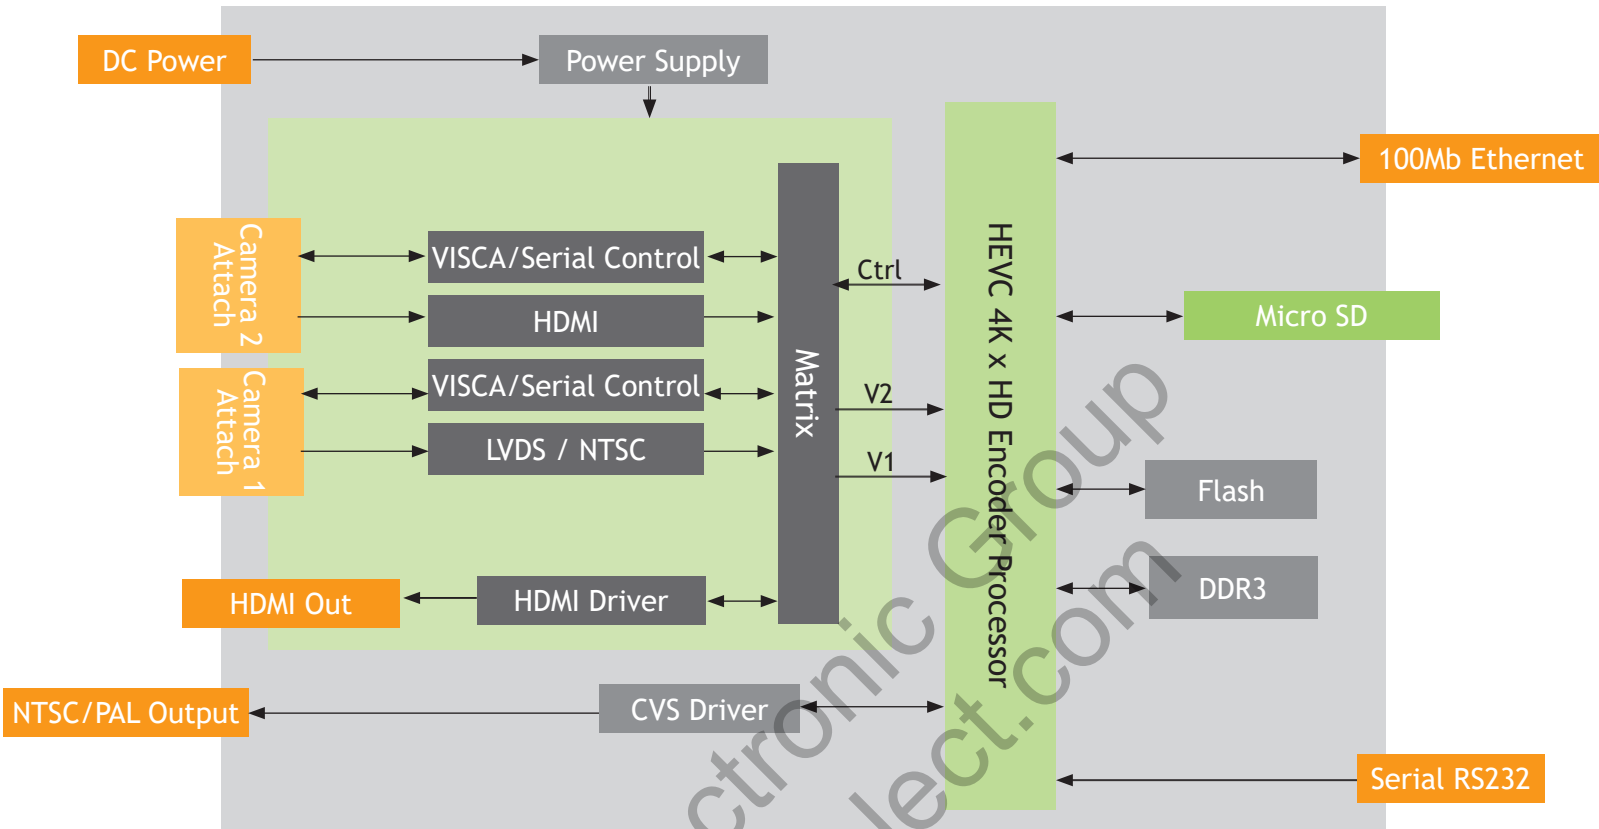 DC Power
Power Supply
100Mb Ethernet
Camera 2
Attach
VISCA/Serial Control
HDMI
Camera 1
Attach
VISCA/Serial Control
LVDS / NTSC
Matrix
Ctrl
V2
V1
HEVC 4K x HD Encoder Processor
Micro SD
Flash
DDR3
HDMI Out
HDMI Driver
NTSC/PAL Output
CVS Driver
Serial RS232
ctronic Group
lect.com